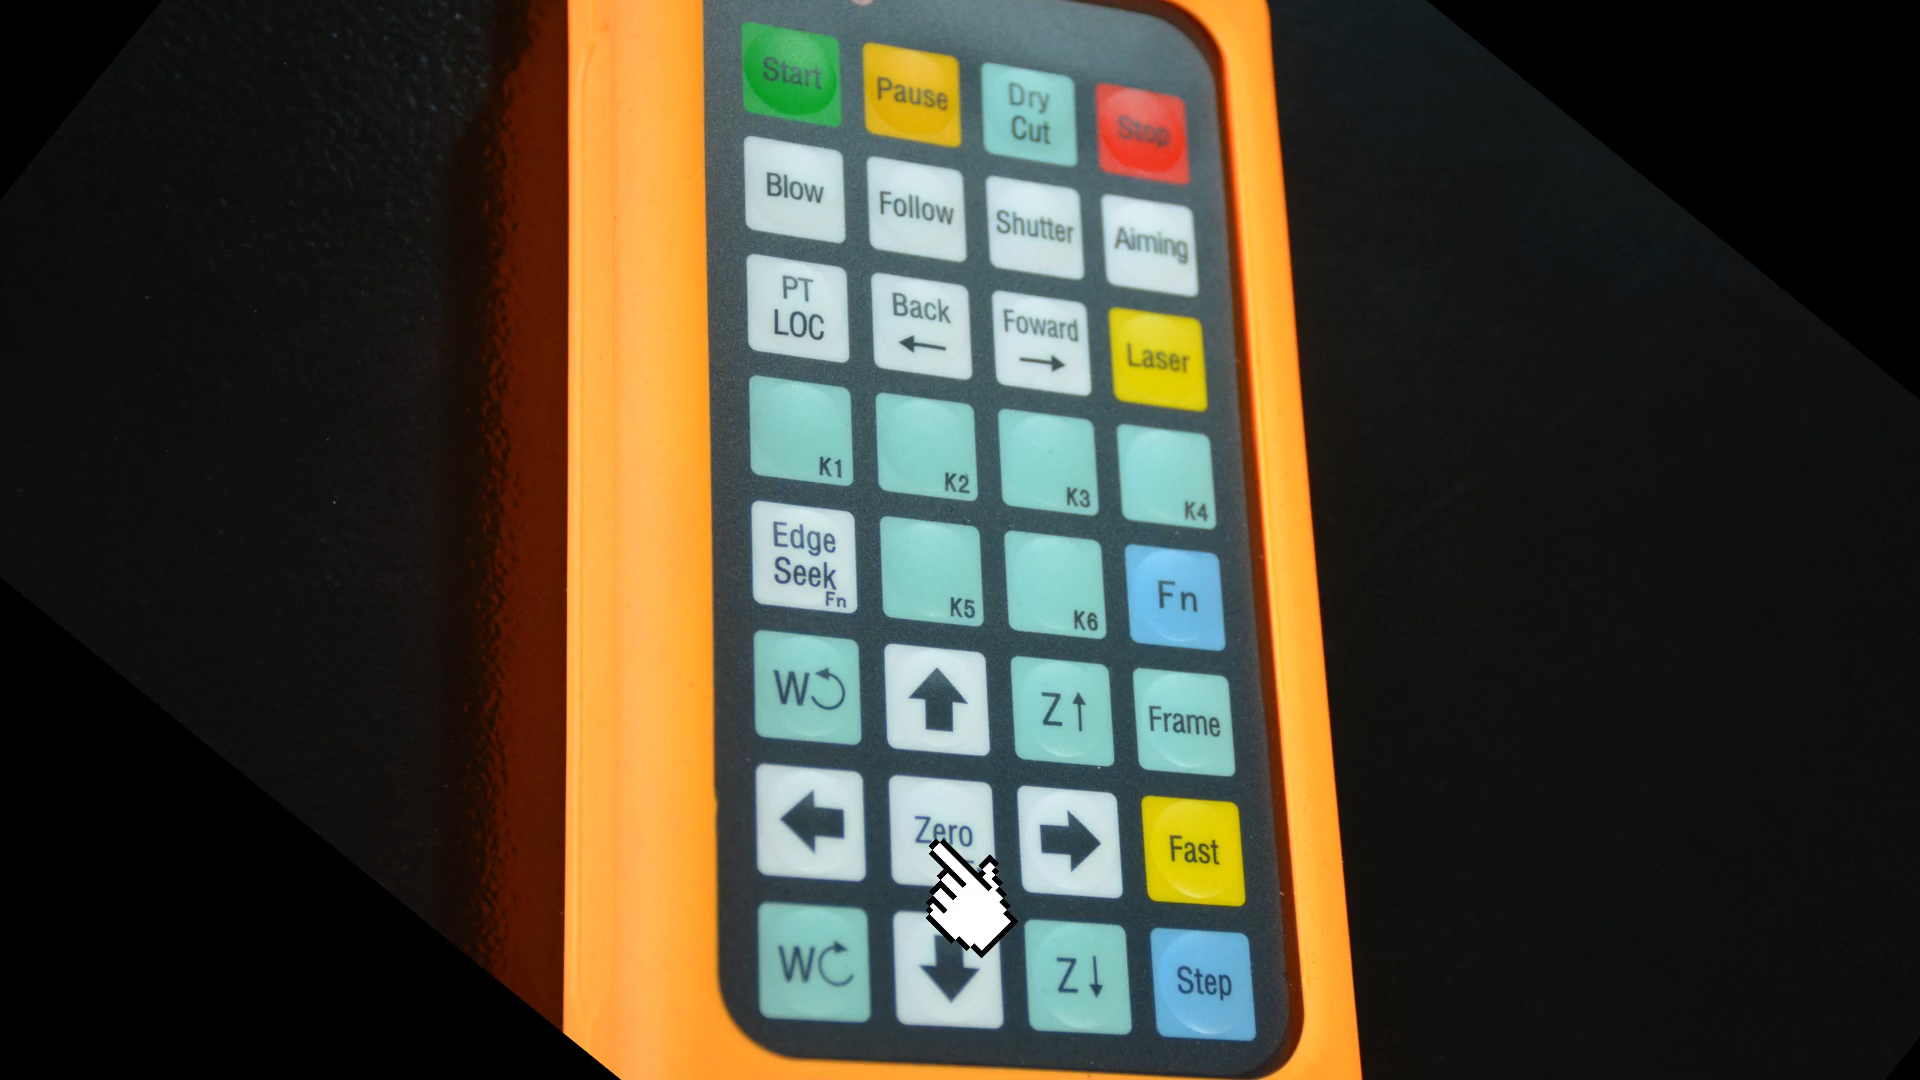 Start
Pause
Dry
Cut
Stop
Blow
Follow
Shutter
Aiming
PT
LOC
Back
←
Foward
→
Laser
K1
K2
K3
K4
Edge
Seek
Fn
K5
K6
Fn
W
Z↑
Frame
Zero
Fast
W
Z↓
Step